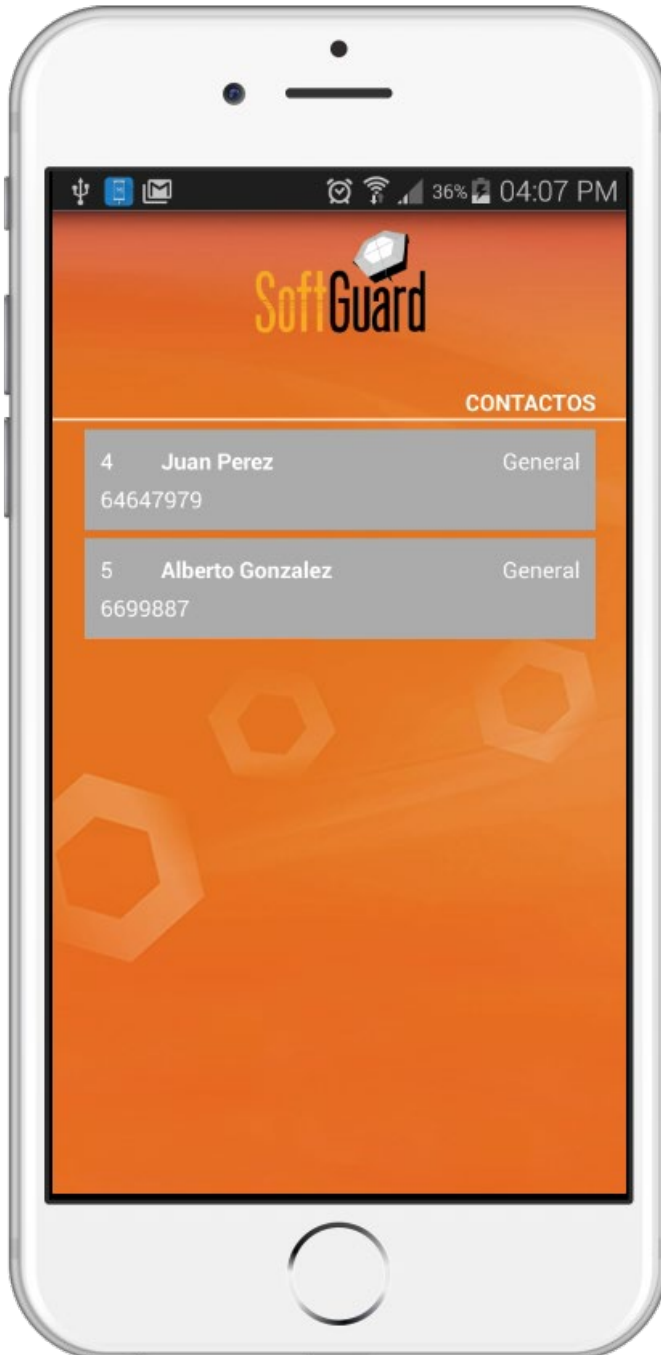 36% 04:07 PM
SoftGuard
CONTACTOS
4 Juan Perez General
64647979
5 Alberto Gonzalez General
6699887